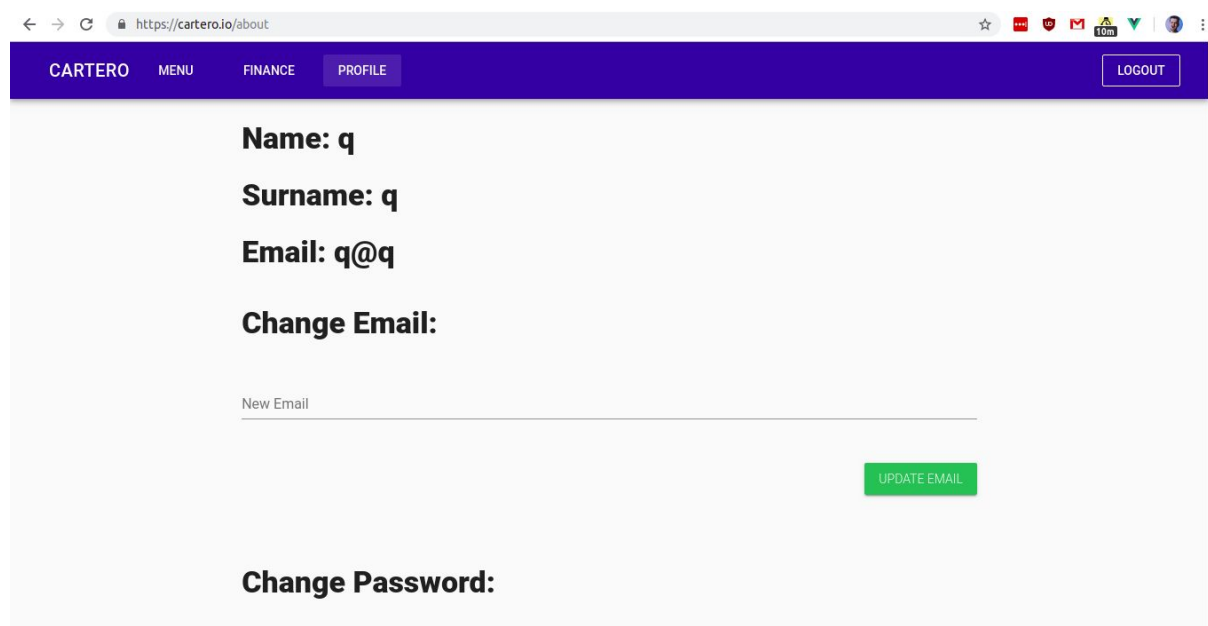 https://cartero.io/about
10m
CARTERO MENU FINANCE PROFILE LOGOUT
Name: q
Surname: q
Email: q@q
Change Email:
New Email
UPDATE EMAIL
Change Password: